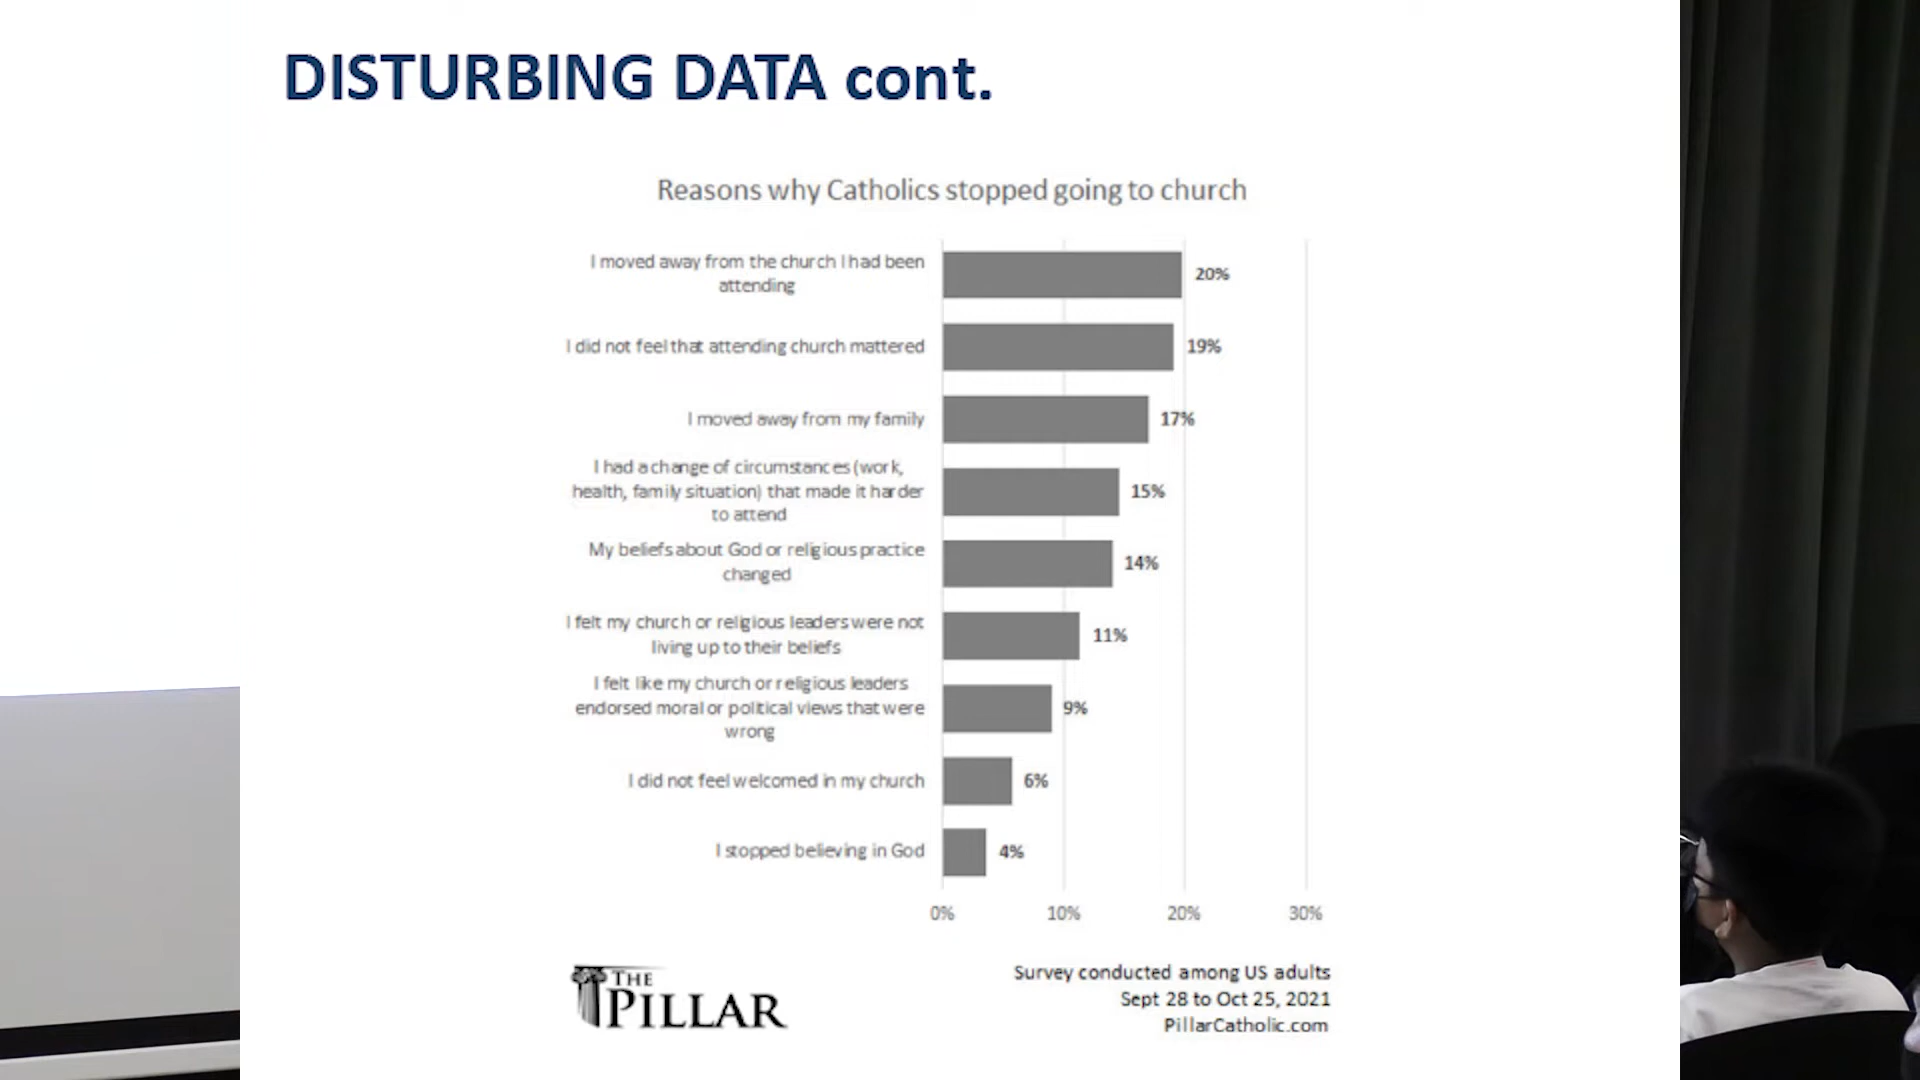 DISTURBING DATA cont.
Reasons why Catholics stopped going to church
I moved away from the church I had been
attending
20%
I did not feel that attending church mattered
19%
I moved away from my family
17%
I had a change of circumstances (work,
health, family situation) that made it harder
to attend
15%
My beliefs about God or religious practice
changed
14%
I felt my church or religious leaders were not
living up to their beliefs
11%
I felt like my church or religious leaders
endorsed moral or political views that were
wrong
9%
I did not feel welcomed in my church
6%
I stopped believing in God
4%
0% 10% 20% 30%
THE
PILLAR
Survey conducted among US adults
Sept 28 to Oct 25, 2021
PillarCatholic.com